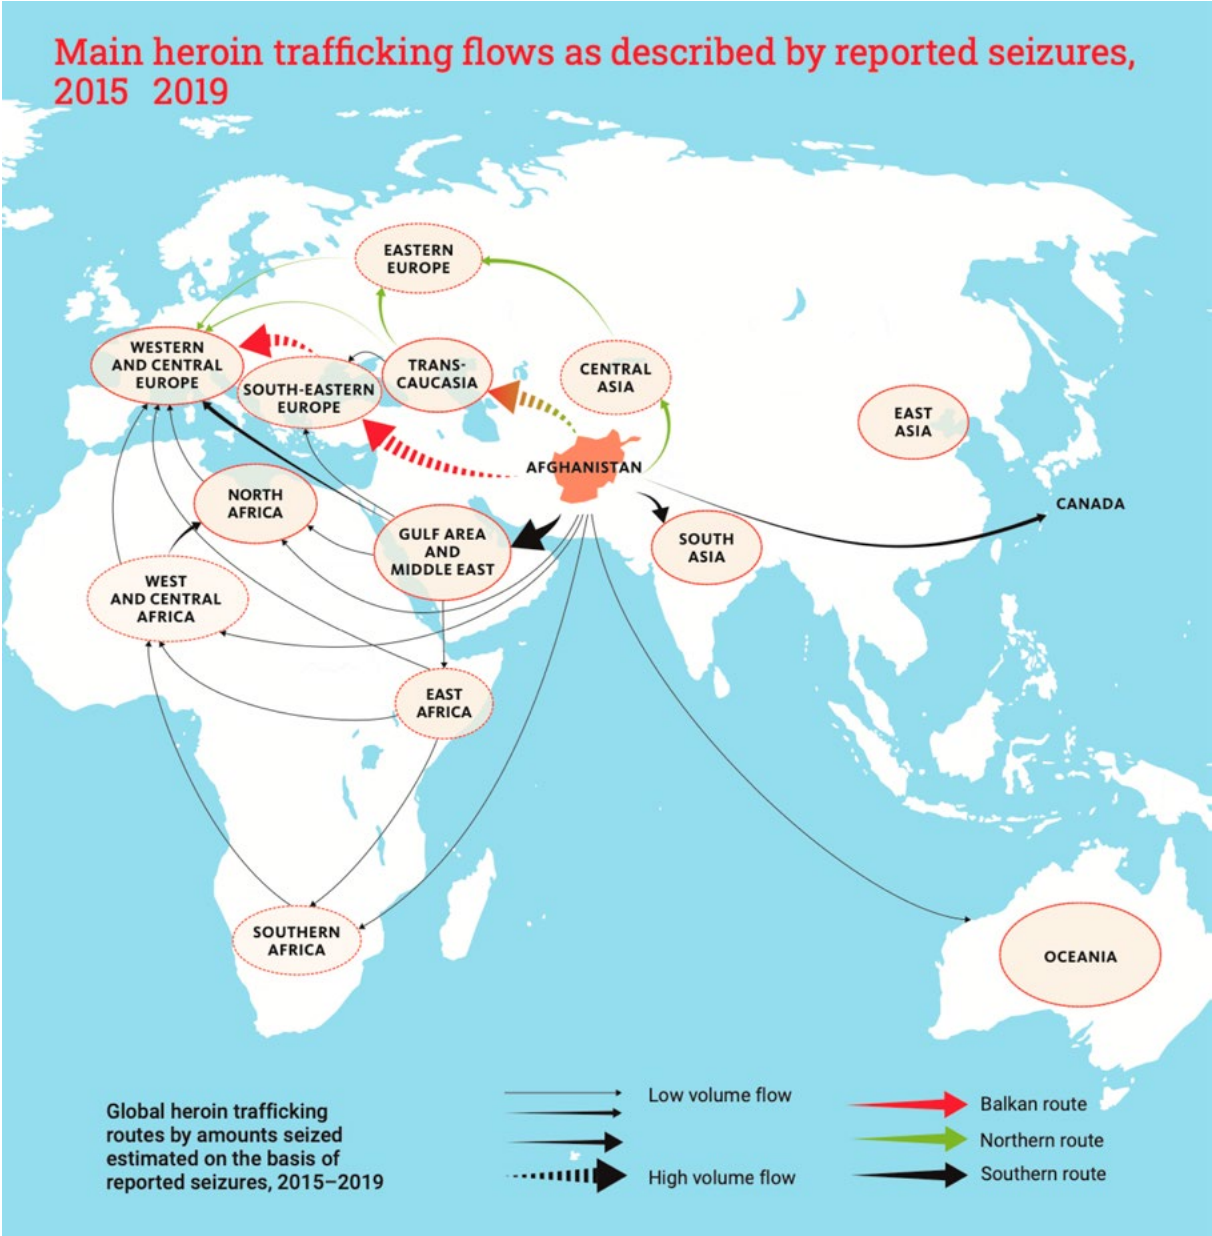 Main heroin trafficking flows as described by reported seizures,
2015 2019
EASTERN
EUROPE
WESTERN
AND CENTRAL
EUROPE
SOUTH-EASTERN
EUROPE
TRANS-
CAUCASIA
CENTRAL
ASIA
EAST
ASIA
AFGHANISTAN
CANADA
NORTH
AFRICA
GULF AREA
AND
MIDDLE EAST
SOUTH
ASIA
WEST
AND CENTRAL
AFRICA
EAST
AFRICA
SOUTHERN
AFRICA
OCEANIA
Global heroin trafficking
routes by amounts seized
estimated on the basis of
reported seizures, 2015–2019
Low volume flow
High volume flow
Balkan route
Northern route
Southern route